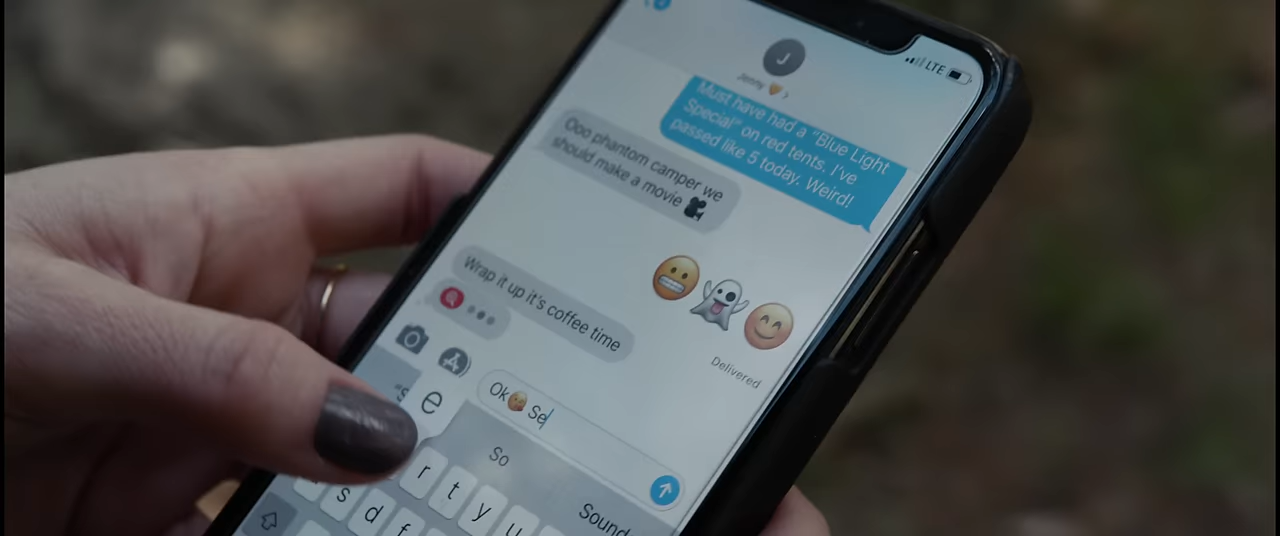 LTE
J
Jenny
Must have had a "Blue Light
Special" on red tents. I've
passed like 5 today. Weird!
Ooo phantom camper we
should make a movie 🎥
😬👻😊
Delivered
Wrap it up it's coffee time
Ok😘 Se
e
So
Sound
r t y u
s d f